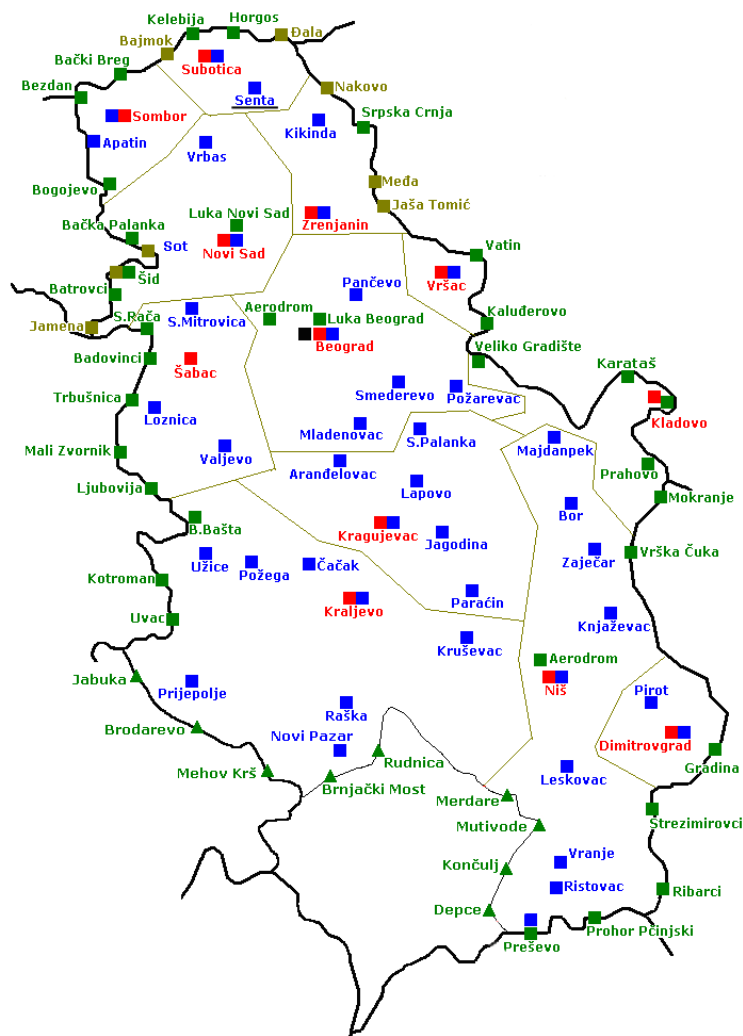 Kelebija
Horgos
Bajmok
Đala
Bački Breg
Subotica
Bezdan
Senta
Nakovo
Sombor
Kikinda
Srpska Crnja
Apatin
Vrbas
Bogojevo
Međa
Jaša Tomić
Luka Novi Sad
Zrenjanin
Bačka Palanka
Sot
Novi Sad
Vatin
Šid
Vršac
Batrovci
Pančevo
S.Mitrovica
Aerodrom
Luka Beograd
Kaluđerovo
Jamena
S.Rača
Beograd
Veliko Gradište
Badovinci
Šabac
Karataš
Smederevo
Požarevac
Trbušnica
Loznica
Kladovo
Mladenovac
S.Palanka
Majdanpek
Mali Zvornik
Valjevo
Aranđelovac
Prahovo
Ljubovija
Lapovo
Mokranje
Bor
B.Bašta
Kragujevac
Jagodina
Vrška Čuka
Užice
Požega
Čačak
Zaječar
Kotroman
Paraćin
Kraljevo
Uvac
Knjaževac
Kruševac
Aerodrom
Jabuka
Prijepolje
Niš
Pirot
Raška
Brodarevo
Novi Pazar
Dimitrovgrad
Rudnica
Gradina
Mehov Krš
Brnjački Most
Leskovac
Merdare
Strezimirovci
Mutivode
Vranje
Končulj
Ristovac
Ribarci
Depce
Prohor Pčinjski
Preševo